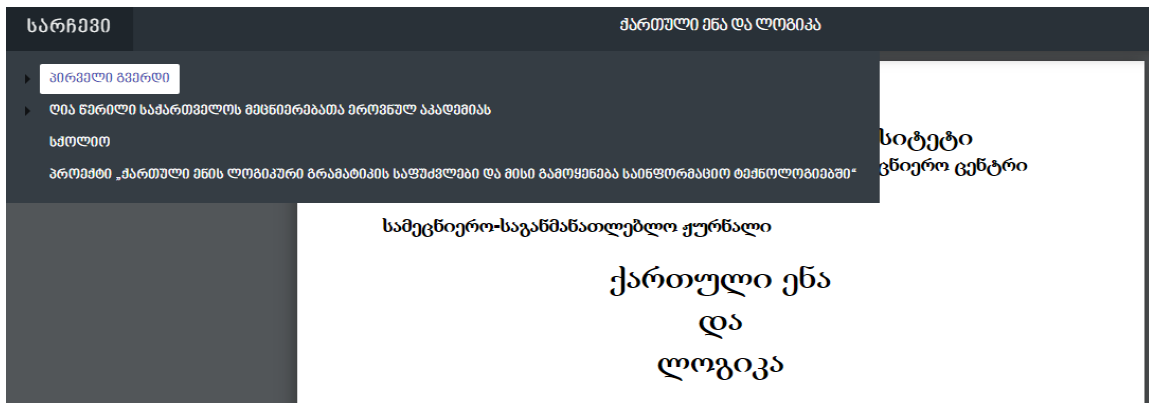 სარჩევი
ქართული ენა და ლოგიკა
პირველი გვერდი
ღია წერილი საქართველოს მეცნიერებათა ეროვნულ აკადემიას
სქოლიო
პროექტი „ქართული ენის ლოგიკური გრამატიკის საფუძვლები და მისი გამოყენება საინფორმაციო ტექნოლოგიებში“
სიტეტი
ცნიერო ცენტრი
სამეცნიერო-საგანმანათლებლო ჟურნალი
ქართული ენა
და
ლოგიკა